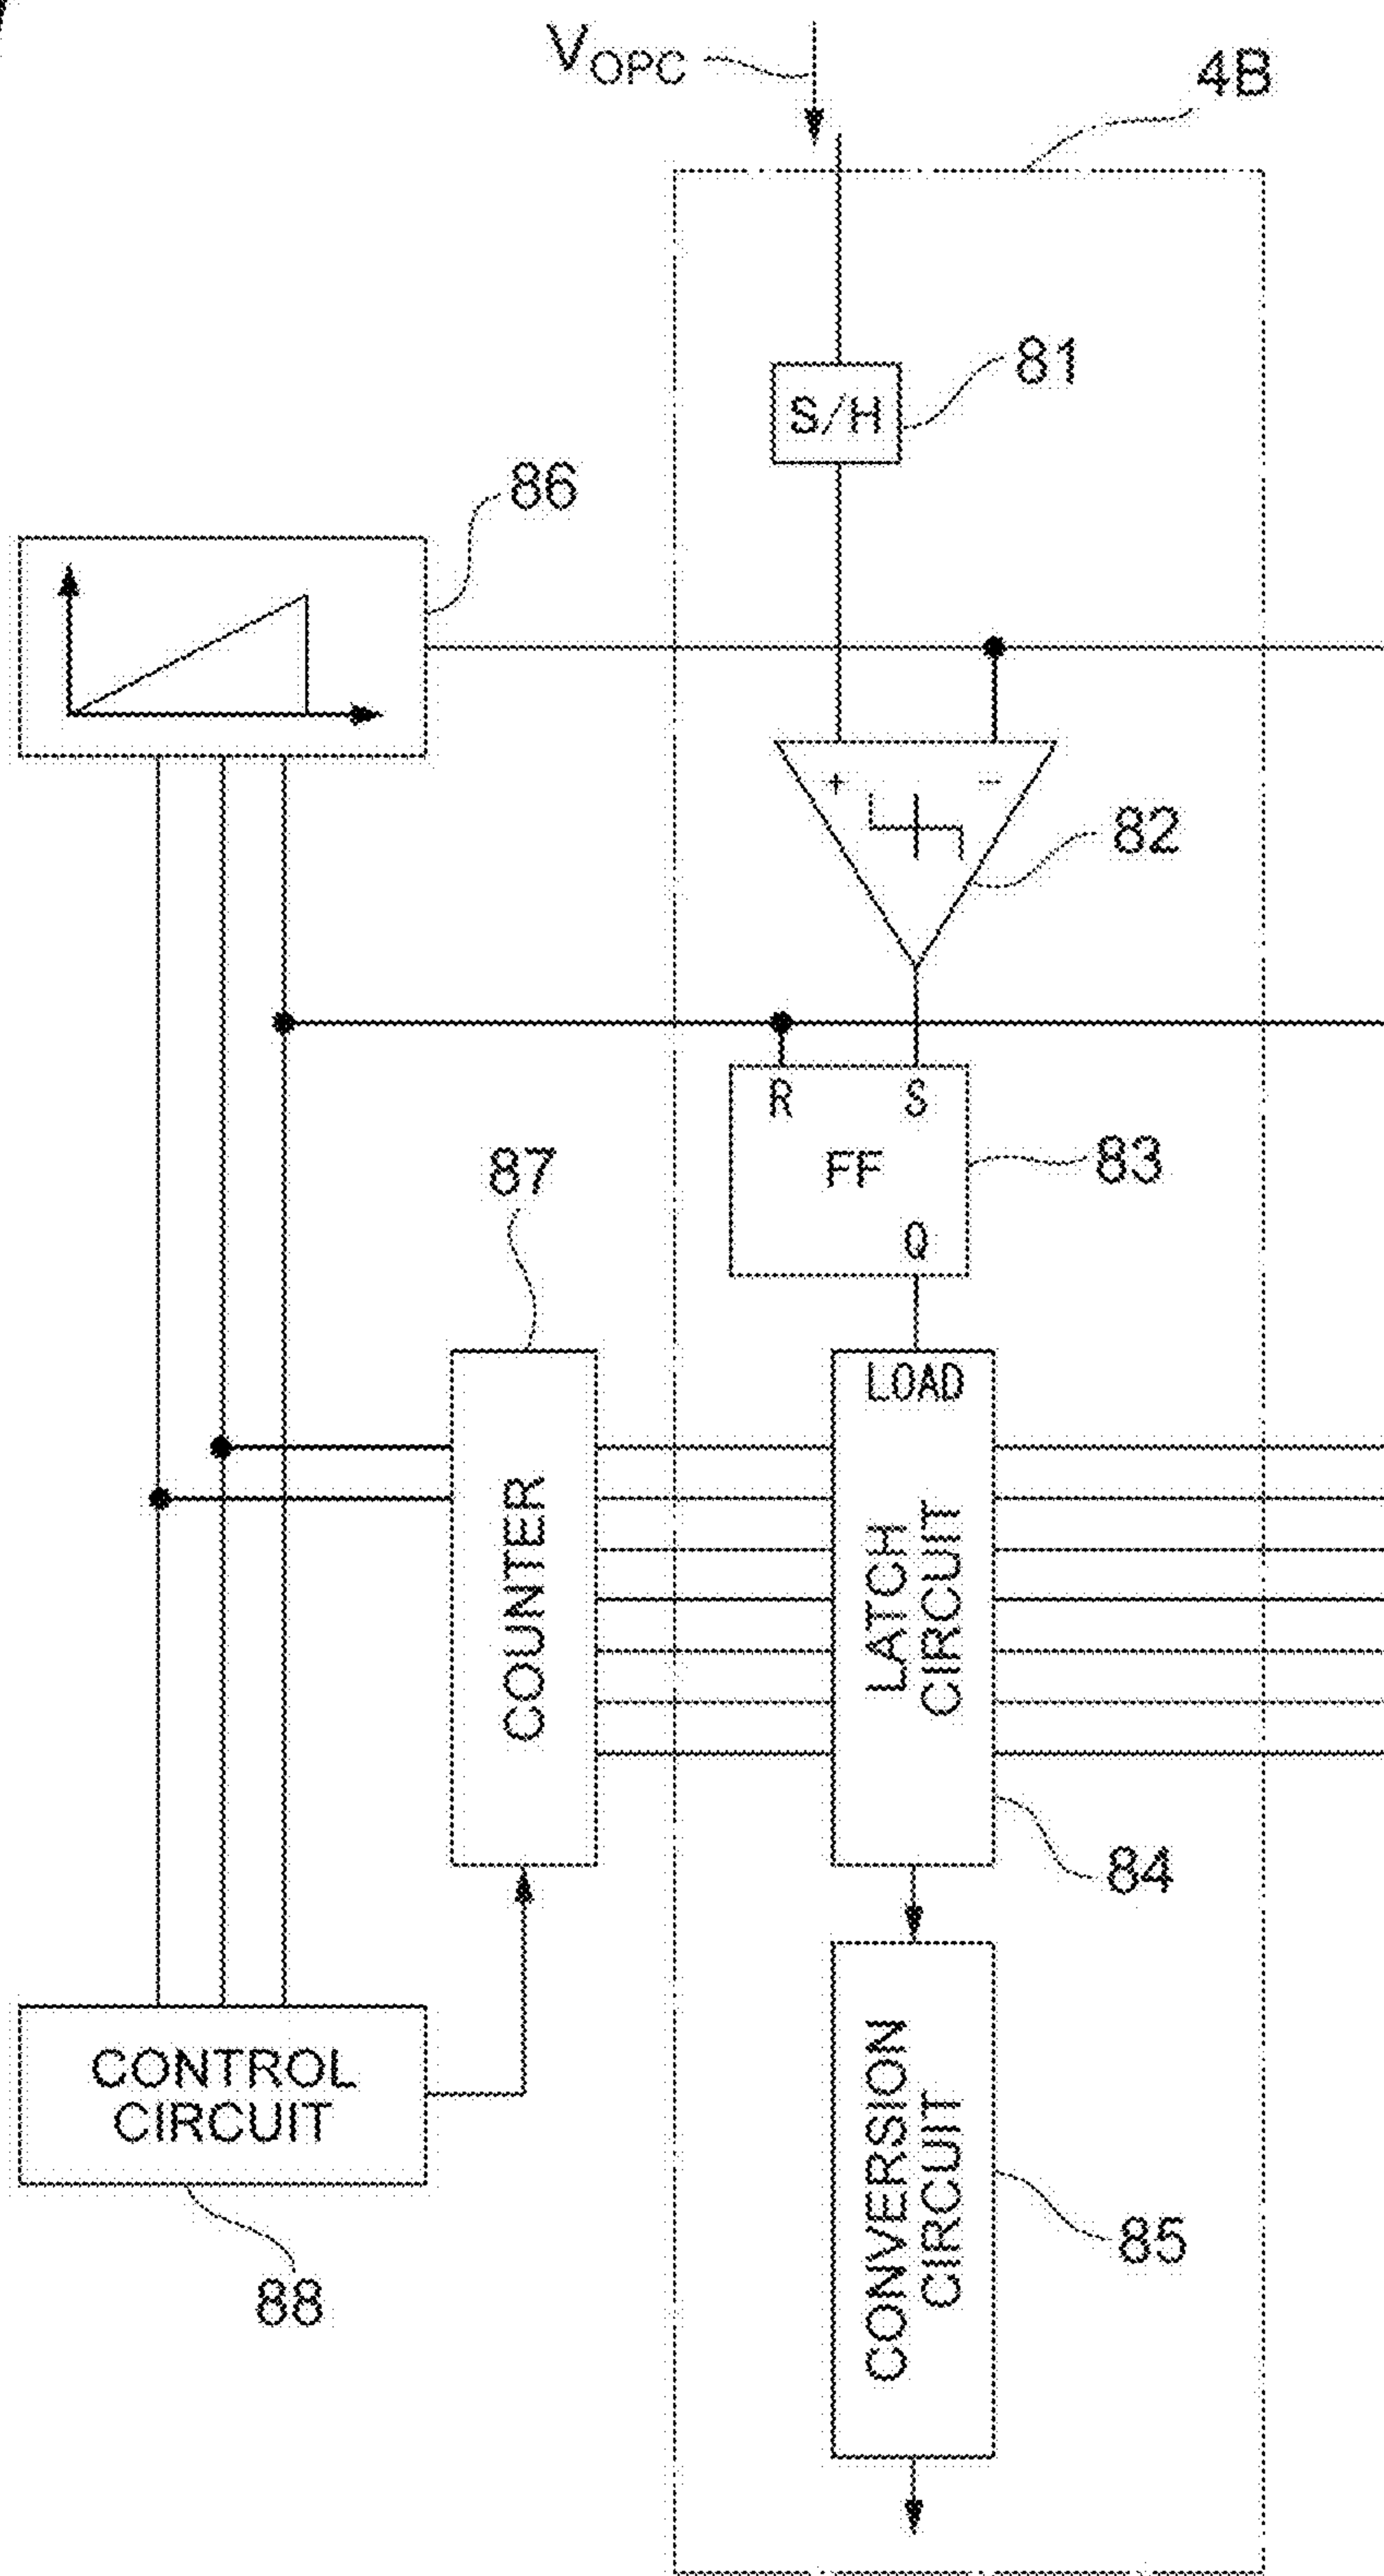 VOPC
4B
81
S/H
86
+ -
82
R S
83
FF
87
Q
LOAD
COUNTER
LATCH
CIRCUIT
84
CONTROL
CIRCUIT
CONVERSION
CIRCUIT
85
88